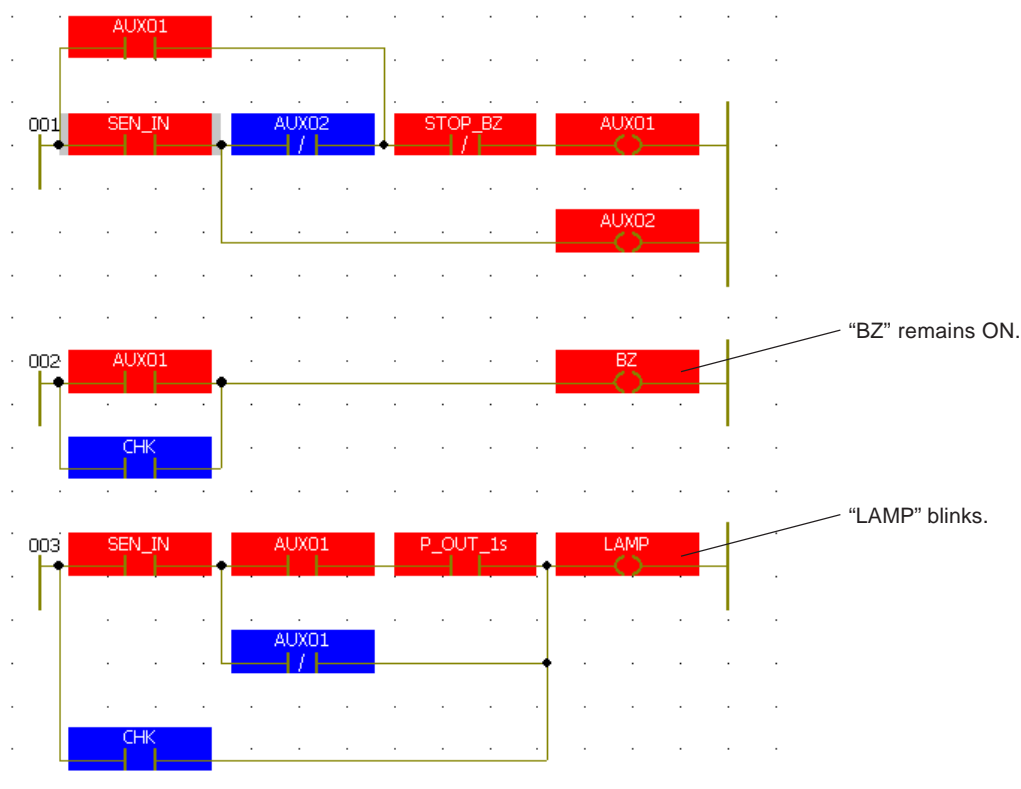 AUX01
001
SEN_IN
AUX02
STOP_BZ
AUX01
AUX02
“BZ” remains ON.
002
AUX01
BZ
CHK
“LAMP” blinks.
003
SEN_IN
AUX01
P_OUT_1s
LAMP
AUX01
CHK